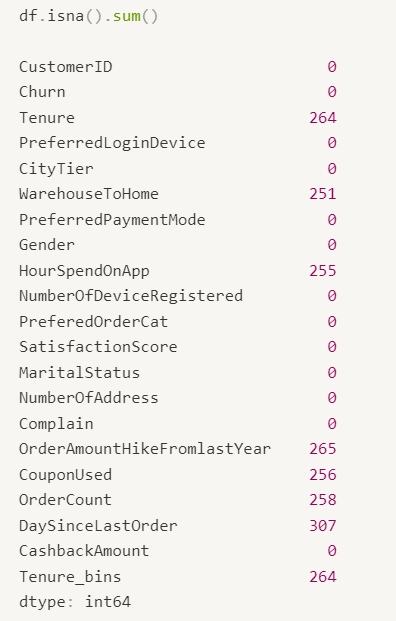 df.isna().sum()
CustomerID 0
Churn 0
Tenure 264
PreferredLoginDevice 0
CityTier 0
WarehouseToHome 251
PreferredPaymentMode 0
Gender 0
HourSpendOnApp 255
NumberOfDeviceRegistered 0
PreferedOrderCat 0
SatisfactionScore 0
MaritalStatus 0
NumberOfAddress 0
Complain 0
OrderAmountHikeFromlastYear 265
CouponUsed 256
OrderCount 258
DaySinceLastOrder 307
CashbackAmount 0
Tenure_bins 264
dtype: int64